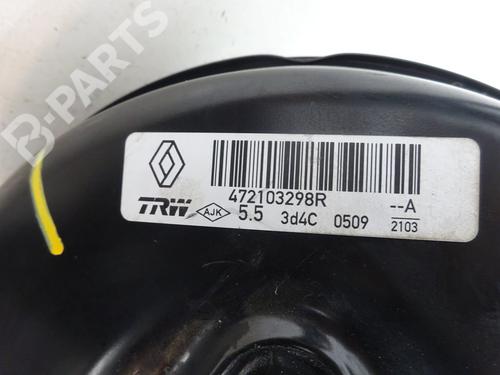 B-PARTS
472103298R --A
TRW AJK 5.5 3d4C 0509 2103